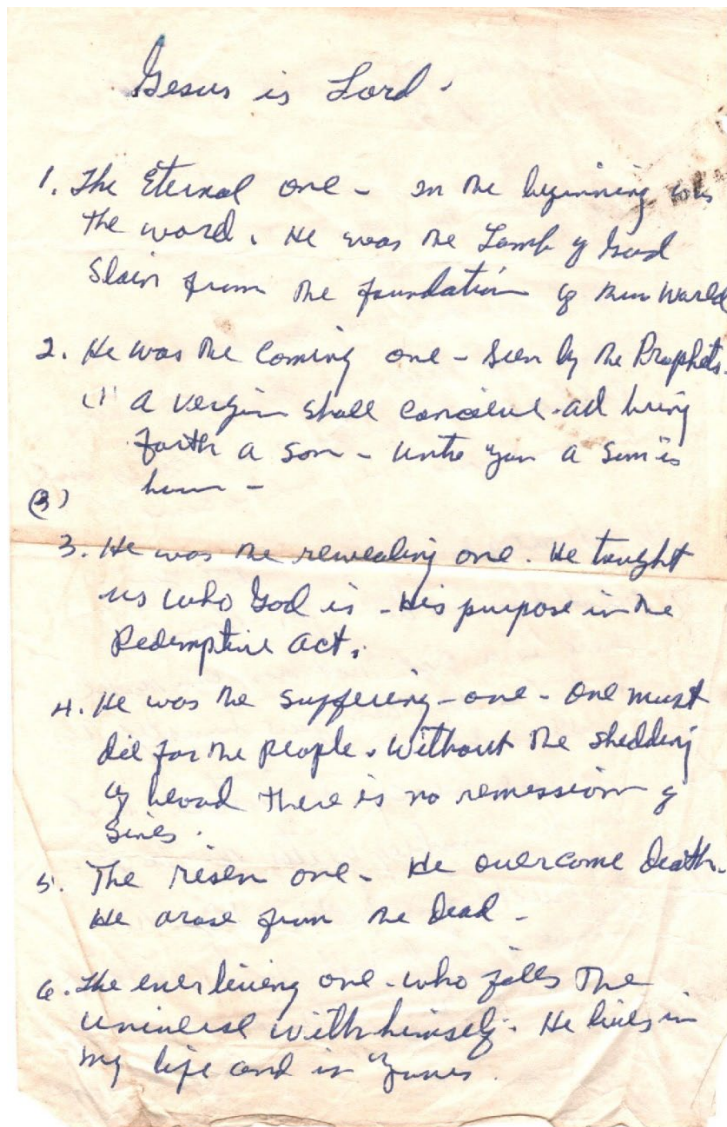 Jesus is Lord.
1. The Eternal one - In the beginning was
the word. He was the Lamb of God
Slain from the foundation of the World
2. He was the Coming one - Seen by the Prophets.
(1) A Vergin shall conceive and bring
forth a Son - Unto you a Son is
born -
(3)
3. He was the revealing one. He taught
us who God is - His purpose in the
Redemptive Act.
4. He was the Suffering - one - One must
die for the people. Without the shedding
of blood there is no remission of
Sines.
5. The risen one - He overcome Death.
He arose from the Dead -
6. The ever living one - who fills the
Universe with himself. He lives in
my life and in Yours.